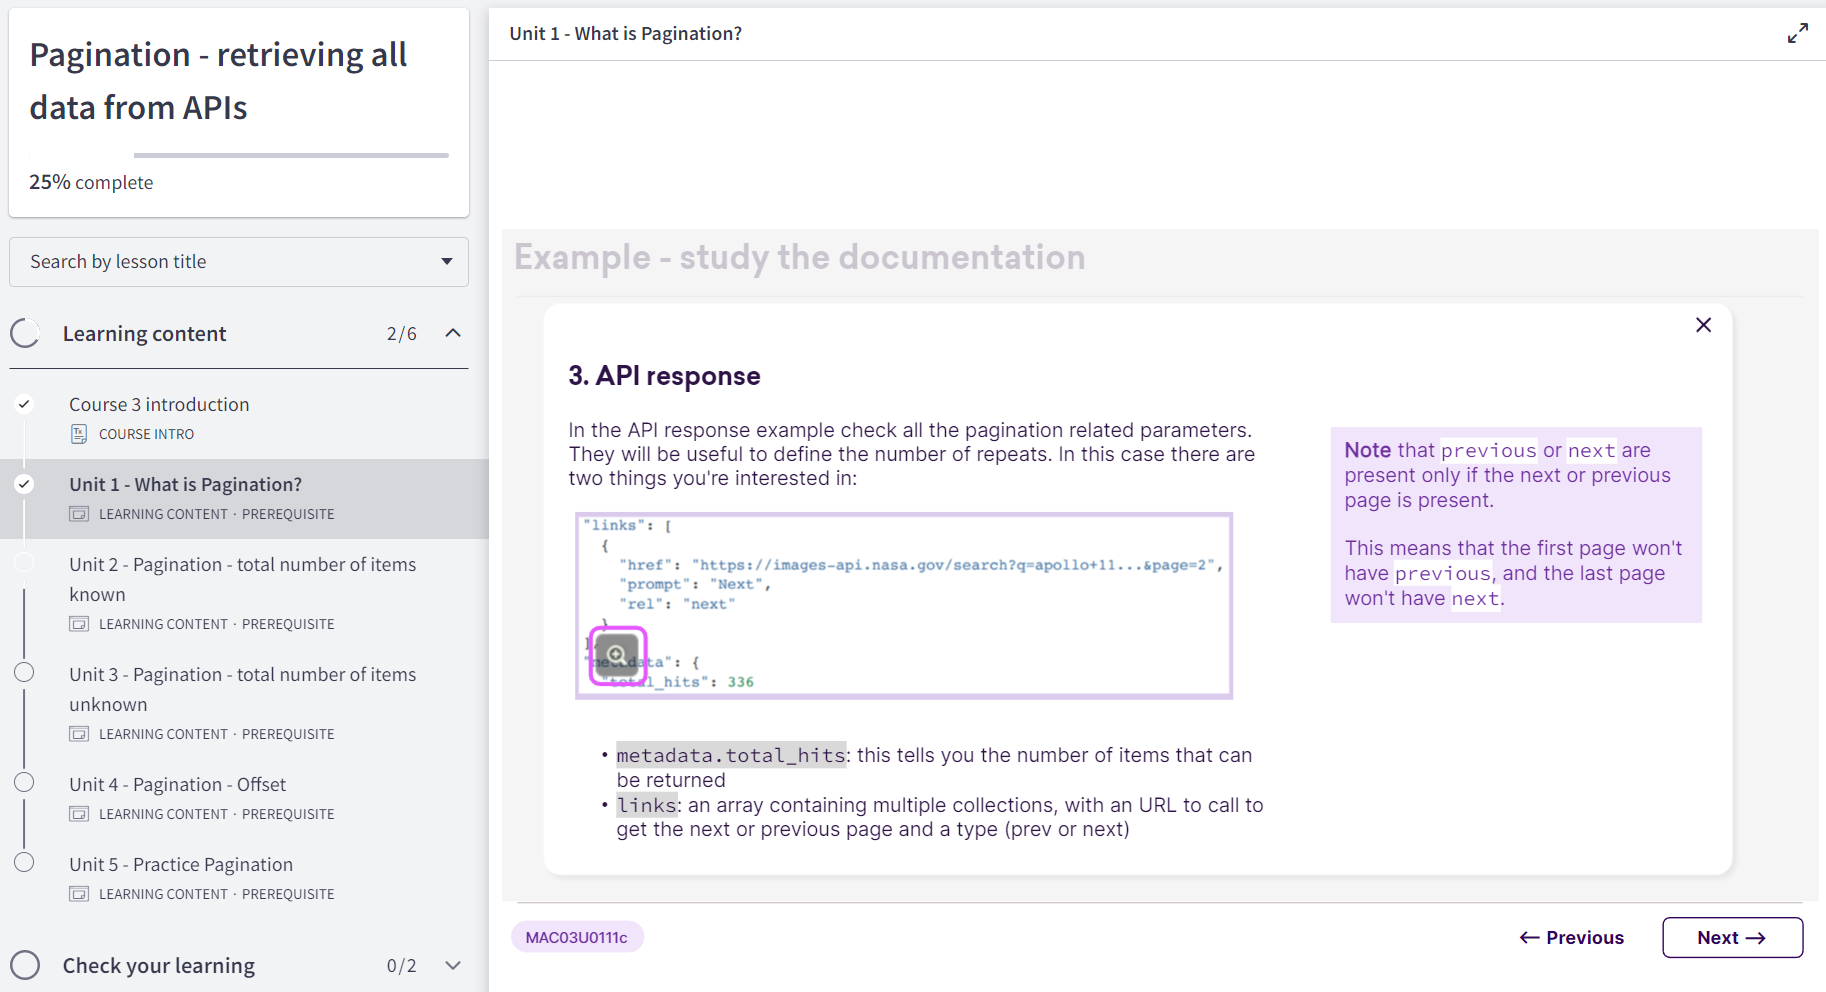 Pagination - retrieving all
data from APIs
25% complete
Search by lesson title
Learning content 2/6
Course 3 introduction
COURSE INTRO
Unit 1 - What is Pagination?
LEARNING CONTENT · PREREQUISITE
Unit 2 - Pagination - total number of items
known
LEARNING CONTENT · PREREQUISITE
Unit 3 - Pagination - total number of items
unknown
LEARNING CONTENT · PREREQUISITE
Unit 4 - Pagination - Offset
LEARNING CONTENT · PREREQUISITE
Unit 5 - Practice Pagination
LEARNING CONTENT · PREREQUISITE
Check your learning 0/2
Unit 1 - What is Pagination?
Example - study the documentation
3. API response
In the API response example check all the pagination related parameters.
They will be useful to define the number of repeats. In this case there are
two things you're interested in:
"links": [
{
"href": "https://images-api.nasa.gov/search?q=apollo+11...&page=2",
"prompt": "Next",
"rel": "next"
}
]
"metadata": {
"total_hits": 336
• metadata.total_hits: this tells you the number of items that can
be returned
• links: an array containing multiple collections, with an URL to call to
get the next or previous page and a type (prev or next)
Note that previous or next are
present only if the next or previous
page is present.
This means that the first page won't
have previous, and the last page
won't have next.
MAC03U0111c
← Previous
Next →